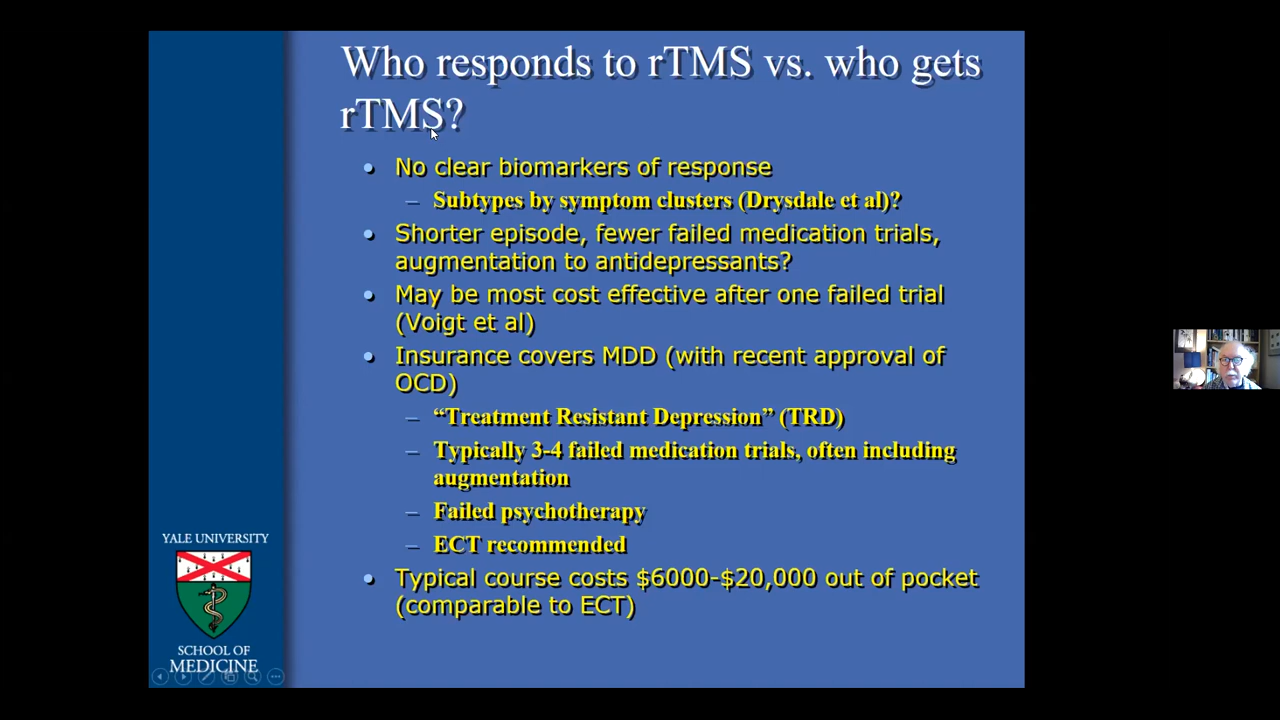 Who responds to rTMS vs. who gets
rTMS?
• No clear biomarkers of response
– Subtypes by symptom clusters (Drysdale et al)?
• Shorter episode, fewer failed medication trials,
augmentation to antidepressants?
• May be most cost effective after one failed trial
(Voigt et al)
• Insurance covers MDD (with recent approval of
OCD)
– “Treatment Resistant Depression” (TRD)
– Typically 3-4 failed medication trials, often including
augmentation
– Failed psychotherapy
– ECT recommended
• Typical course costs $6000-$20,000 out of pocket
(comparable to ECT)
YALE UNIVERSITY
SCHOOL OF
MEDICINE